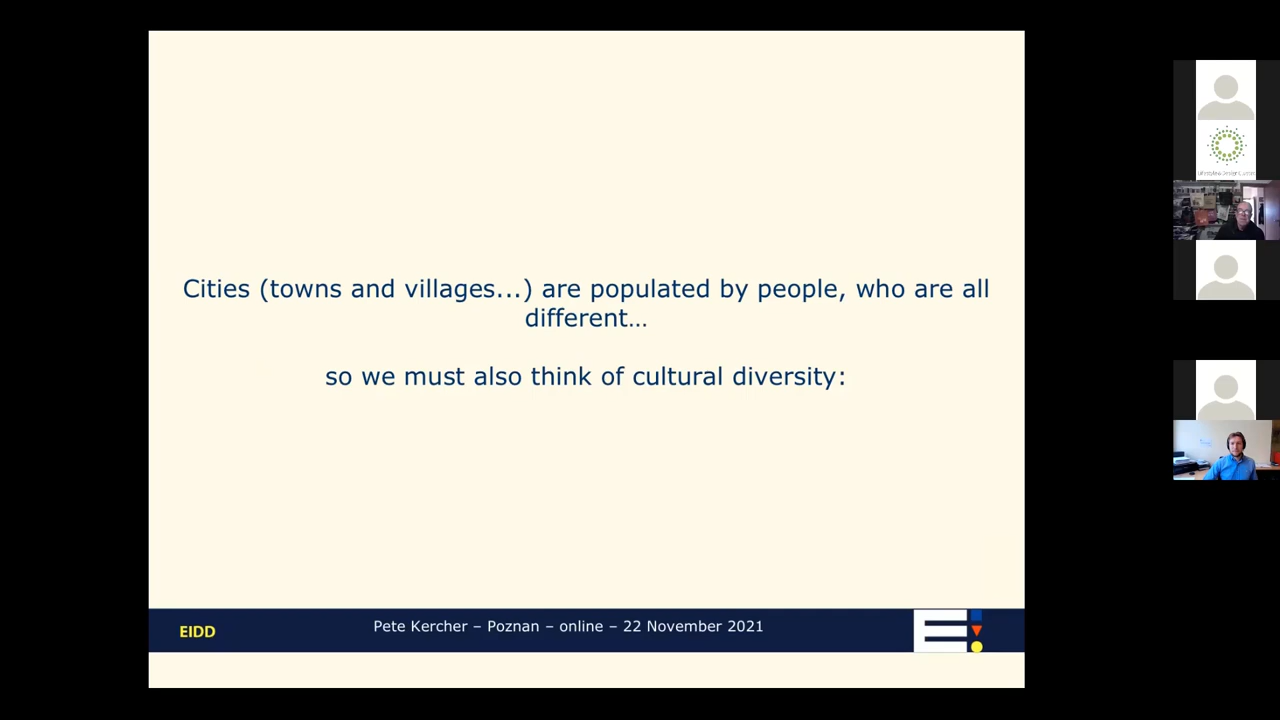 Cities (towns and villages...) are populated by people, who are all
different…
so we must also think of cultural diversity:
EIDD
Pete Kercher – Poznan – online – 22 November 2021